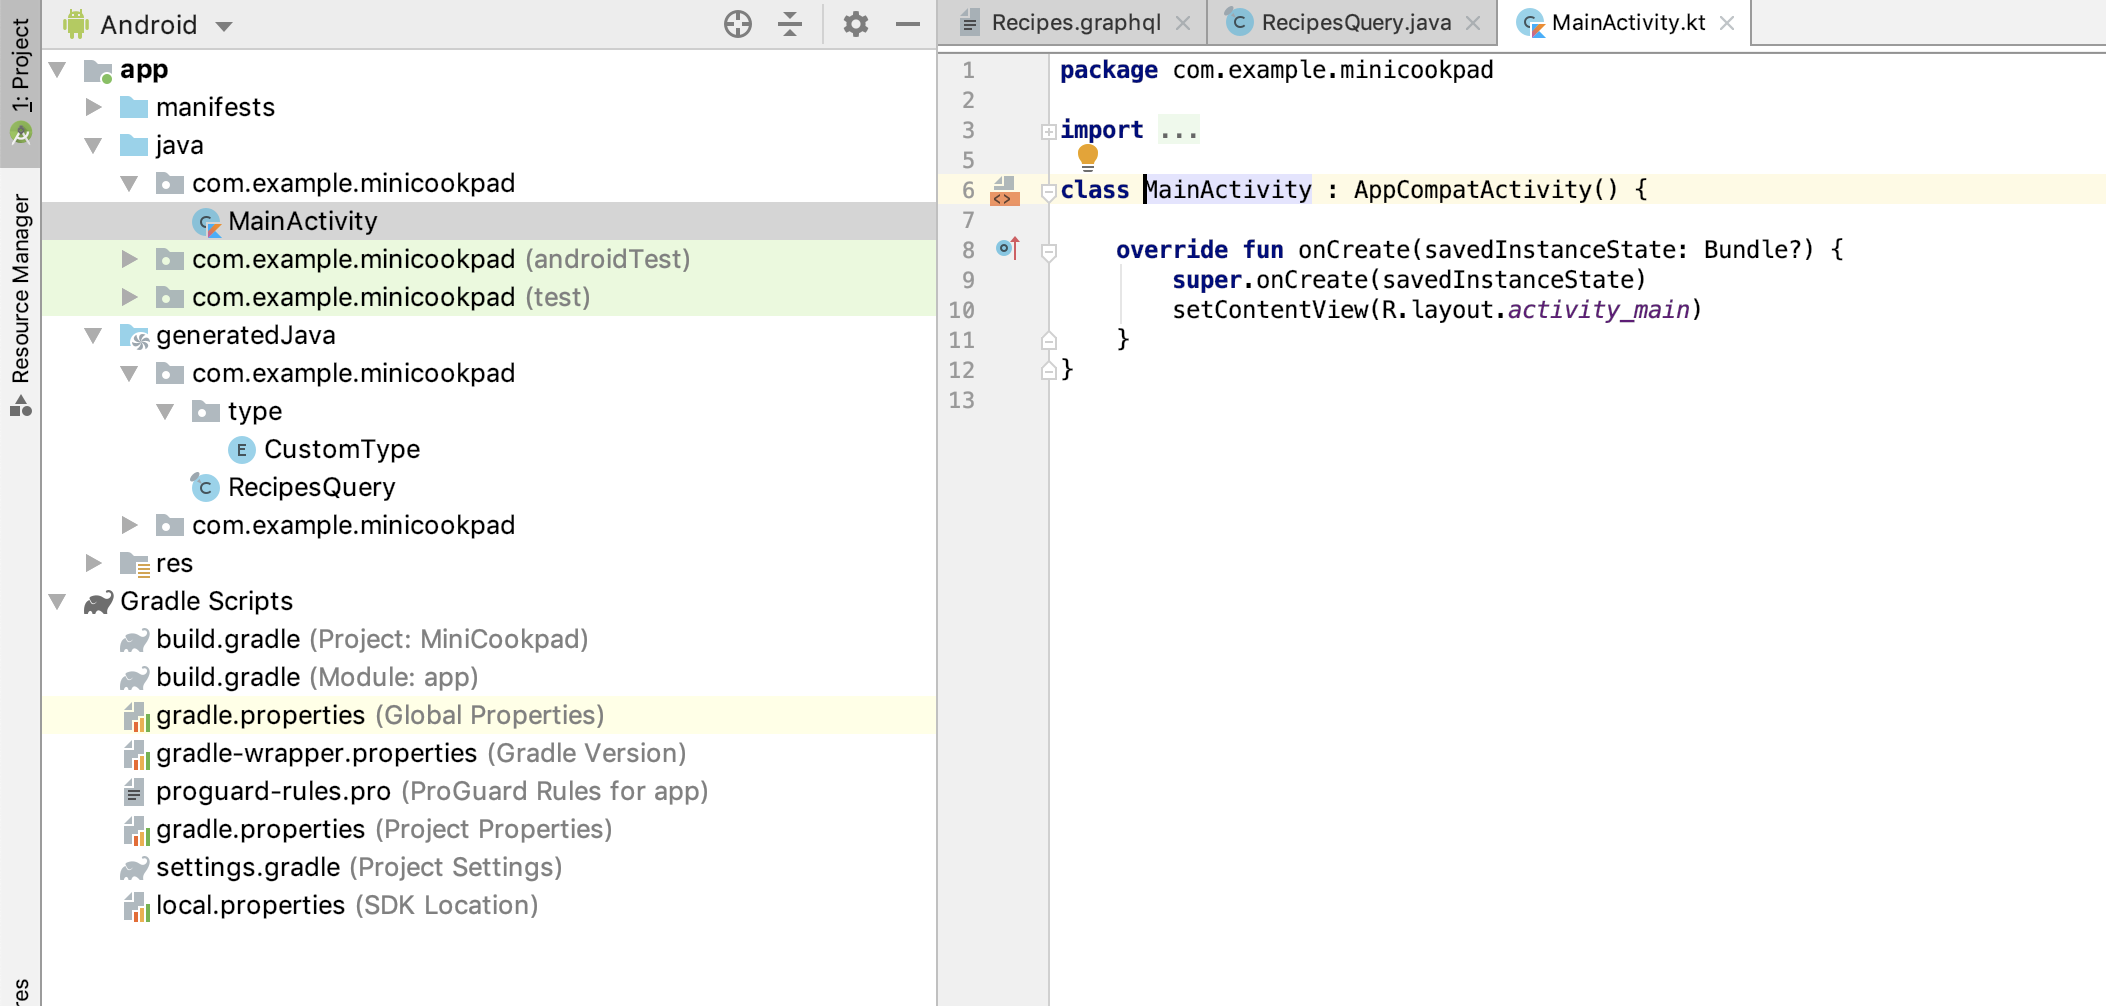 1: Project
Resource Manager
res
Android
app
manifests
java
com.example.minicookpad
MainActivity
com.example.minicookpad (androidTest)
com.example.minicookpad (test)
generatedJava
com.example.minicookpad
type
E CustomType
C RecipesQuery
com.example.minicookpad
res
Gradle Scripts
build.gradle (Project: MiniCookpad)
build.gradle (Module: app)
gradle.properties (Global Properties)
gradle-wrapper.properties (Gradle Version)
proguard-rules.pro (ProGuard Rules for app)
gradle.properties (Project Properties)
settings.gradle (Project Settings)
local.properties (SDK Location)
Recipes.graphql
C RecipesQuery.java
C MainActivity.kt
1 package com.example.minicookpad
2
3 import ...
5
6 class MainActivity : AppCompatActivity() {
7
8 override fun onCreate(savedInstanceState: Bundle?) {
9 super.onCreate(savedInstanceState)
10 setContentView(R.layout.activity_main)
11 }
12 }
13